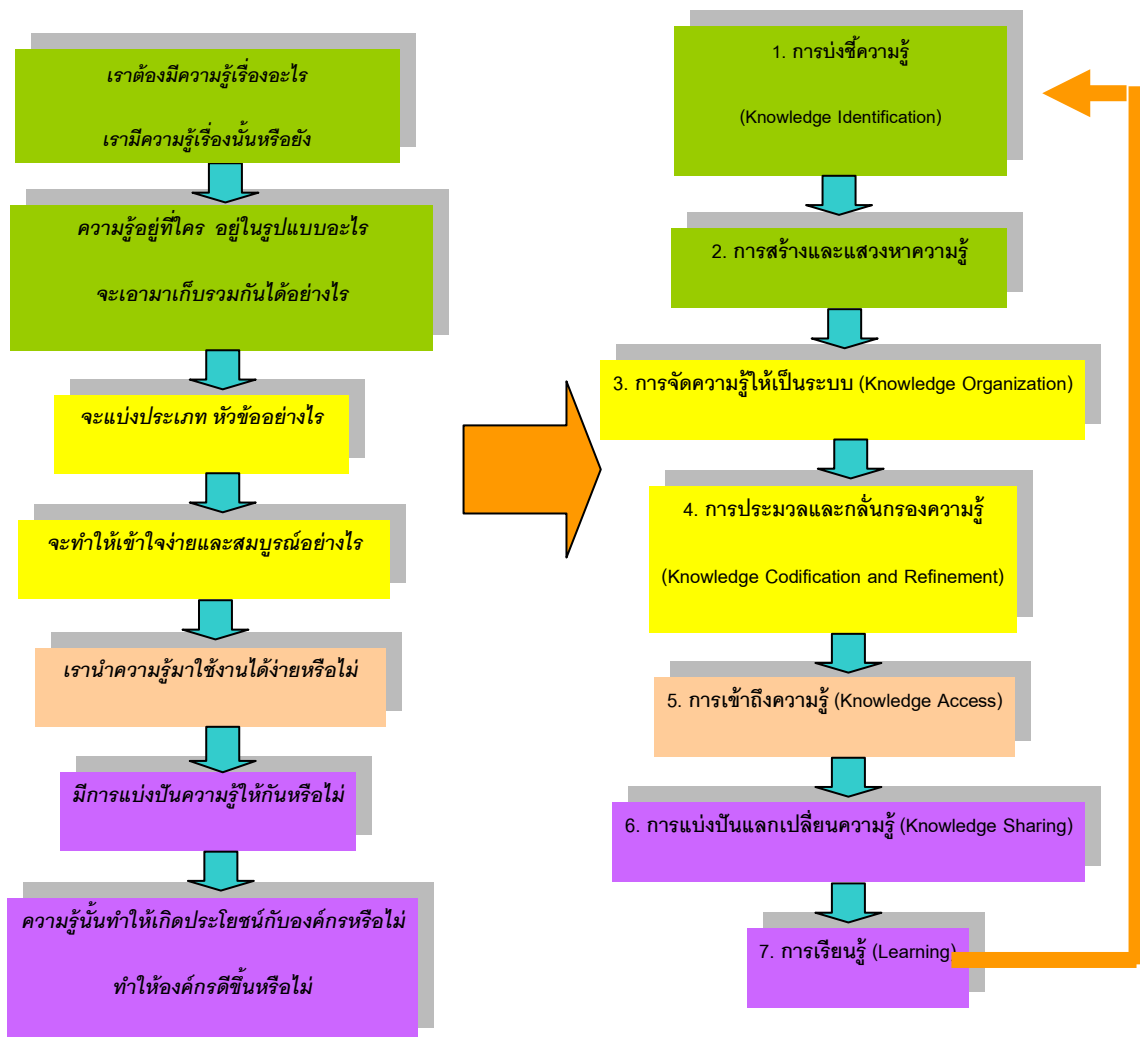 เราต้องมีความรู้เรื่องอะไร
เรามีความรู้เรื่องนั้นหรือยัง
ความรู้อยู่ที่ใคร อยู่ในรูปแบบอะไร
จะเอามาเก็บรวมกันได้อย่างไร
จะแบ่งประเภท หัวข้ออย่างไร
จะทำให้เข้าใจง่ายและสมบูรณ์อย่างไร
เรานำความรู้มาใช้งานได้ง่ายหรือไม่
มีการแบ่งปันความรู้ให้กันหรือไม่
ความรู้นั้นทำให้เกิดประโยชน์กับองค์กรหรือไม่
ทำให้องค์กรดีขึ้นหรือไม่
1. การบ่งชี้ความรู้
(Knowledge Identification)
2. การสร้างและแสวงหาความรู้
3. การจัดความรู้ให้เป็นระบบ (Knowledge Organization)
4. การประมวลและกลั่นกรองความรู้
(Knowledge Codification and Refinement)
5. การเข้าถึงความรู้ (Knowledge Access)
6. การแบ่งปันแลกเปลี่ยนความรู้ (Knowledge Sharing)
7. การเรียนรู้ (Learning)